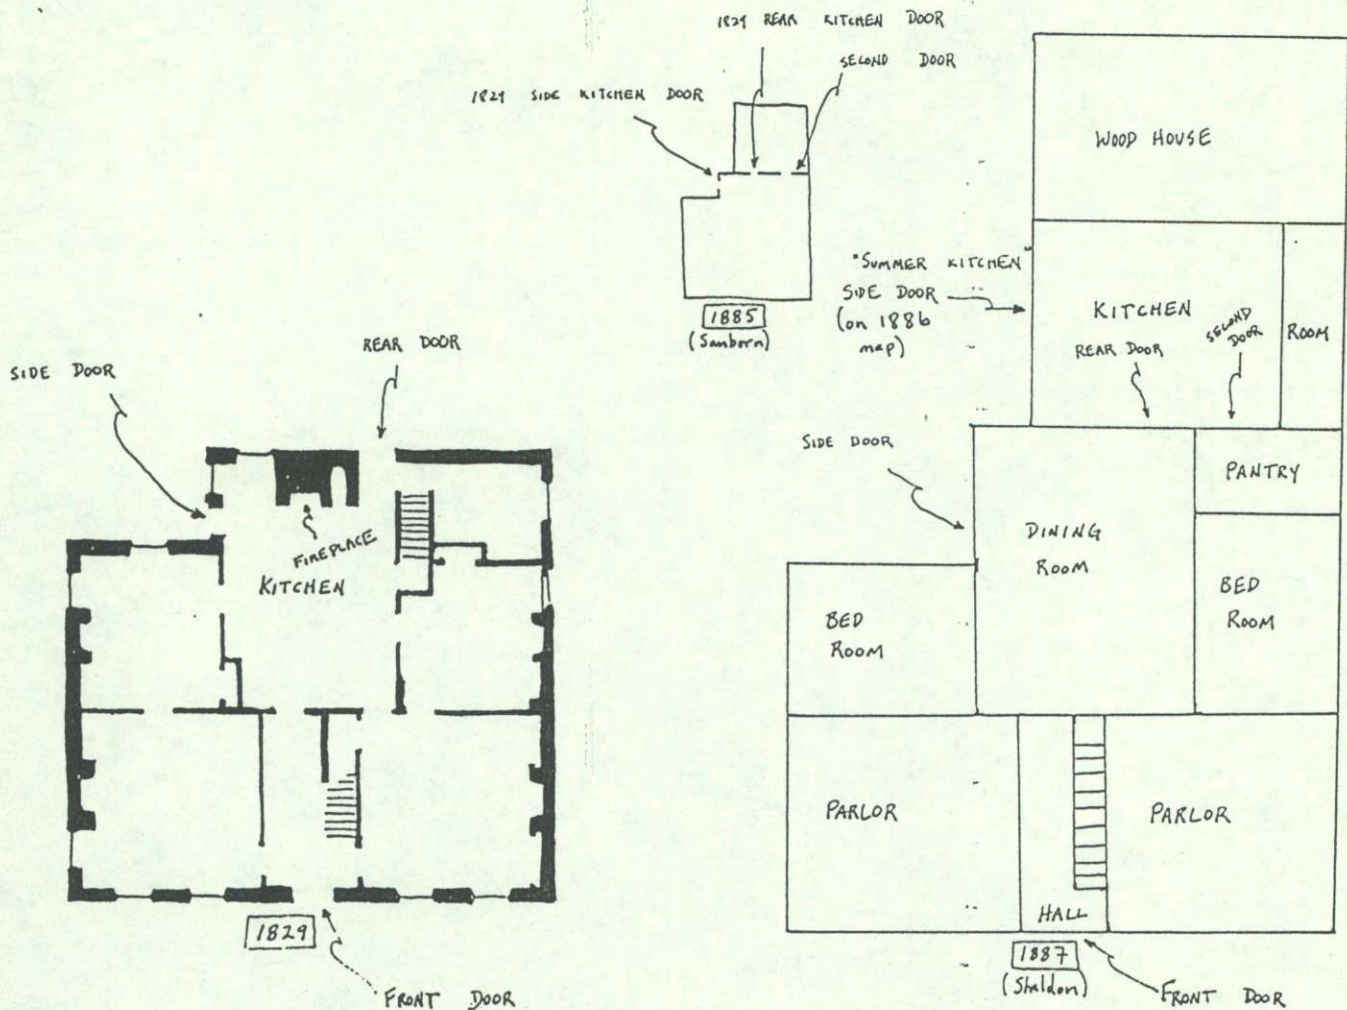 1829 REAR KITCHEN DOOR
SECOND DOOR
1829 SIDE KITCHEN DOOR
1885
(Sanborn)
SIDE DOOR
REAR DOOR
FIREPLACE
KITCHEN
1829
FRONT DOOR
WOOD HOUSE
"SUMMER KITCHEN
SIDE DOOR
(on 1886
map)
KITCHEN
REAR DOOR
SECOND
DOOR
ROOM
SIDE DOOR
PANTRY
DINING
ROOM
BED
ROOM
BED
ROOM
PARLOR
PARLOR
HALL
1887
(Sheldon)
FRONT DOOR